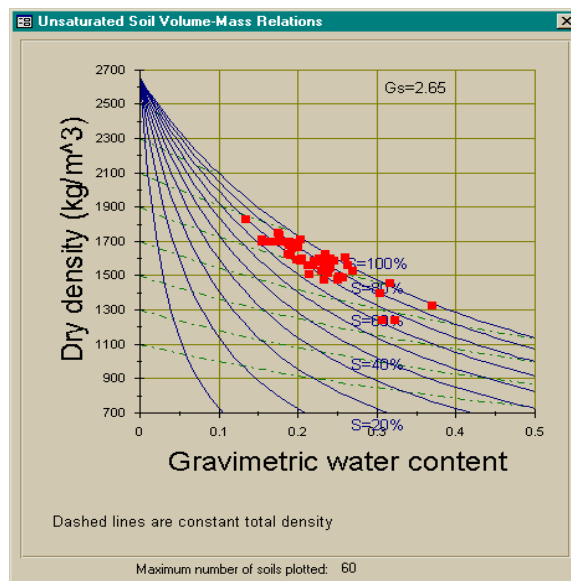 Unsaturated Soil Volume-Mass Relations
Gs=2.65
Dry density (kg/m^3)
2700
2500
2300
2100
1900
1700
1500
1300
1100
900
700
S=100%
S=80%
S=60%
S=40%
S=20%
0 0.1 0.2 0.3 0.4 0.5
Gravimetric water content
Dashed lines are constant total density
Maximum number of soils plotted: 60